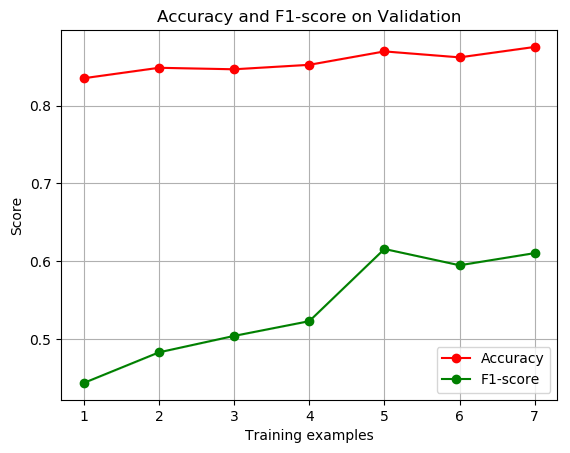 Accuracy and F1-score on Validation
Score
0.8
0.7
0.6
0.5
Accuracy
F1-score
1 2 3 4 5 6 7
Training examples